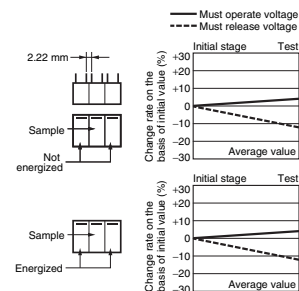 Must operate voltage
Must release voltage
2.22 mm
Sample
Not
energized
Change rate on the
basis of initial value (%)
Initial stage Test
+30
+20
+10
0
−10
−20
−30
Average value
Sample
Energized
Change rate on the
basis of initial value (%)
Initial stage Test
+30
+20
+10
0
−10
−20
−30
Average value